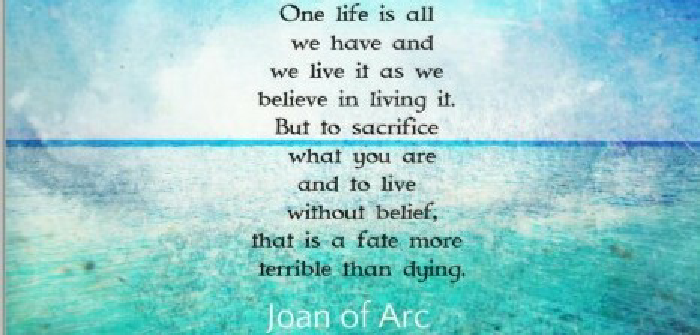 One life is all
we have and
we live it as we
believe in living it.
But to sacrifice
what you are
and to live
without belief,
that is a fate more
terrible than dying.
Joan of Arc